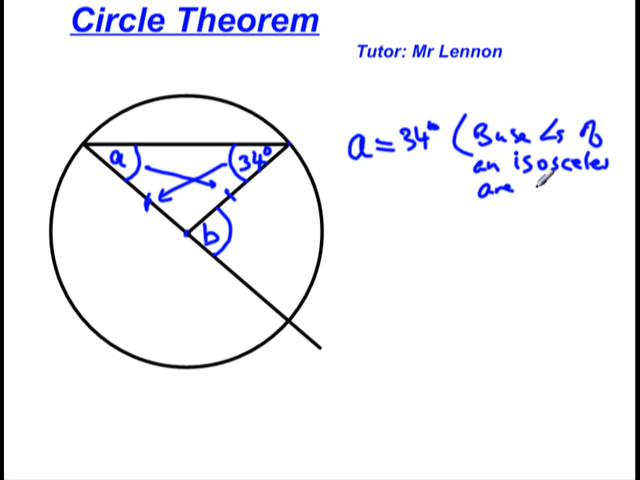 Circle Theorem
Tutor: Mr Lennon
a 34°
b
a = 34° (Base ∠s of
an isosceles
are